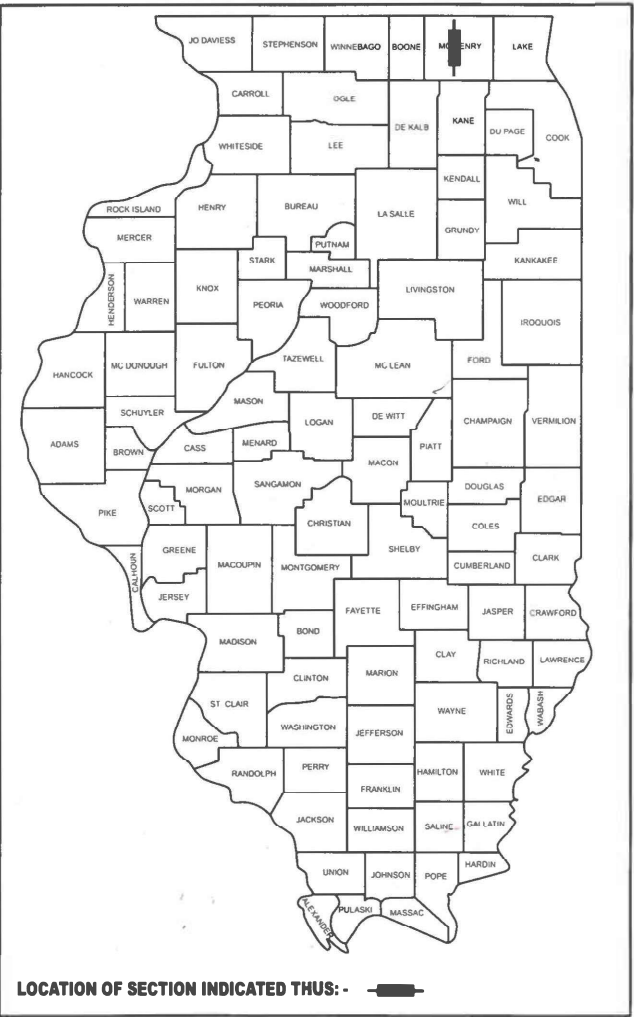 JO DAVIESS
STEPHENSON
WINNEBAGO
BOONE
LAKE
CARROLL
OGLE
DE KALB
KANE
DU PAGE
COOK
WHITESIDE
LEE
KENDALL
WILL
ROCK ISLAND
HENRY
BUREAU
LA SALLE
GRUNDY
MERCER
PUTNAM
KANKAKEE
STARK
MARSHALL
HENDERSON
WARREN
KNOX
PEORIA
WOODFORD
LIVINGSTON
IROQUOIS
HANCOCK
MC DONOUGH
FULTON
TAZEWELL
MC LEAN
FORD
MASON
SCHUYLER
LOGAN
DE WITT
CHAMPAIGN
VERMILION
ADAMS
BROWN
CASS
MENARD
PIATT
MACON
MORGAN
SANGAMON
DOUGLAS
EDGAR
PIKE
SCOTT
MOULTRIE
CHRISTIAN
COLES
GREENE
MACOUPIN
MONTGOMERY
SHELBY
CLARK
CUMBERLAND
CALHOUN
JERSEY
FAYETTE
EFFINGHAM
JASPER
CRAWFORD
MADISON
BOND
CLAY
RICHLAND
LAWRENCE
MARION
CLINTON
ST CLAIR
WAYNE
EDWARDS
WABASH
WASHINGTON
JEFFERSON
MONROE
PERRY
RANDOLPH
HAMILTON
WHITE
FRANKLIN
JACKSON
WILLIAMSON
SALINE
GALLATIN
UNION
JOHNSON
POPE
HARDIN
ALEXANDER
PULASKI
MASSAC
LOCATION OF SECTION INDICATED THUS: -